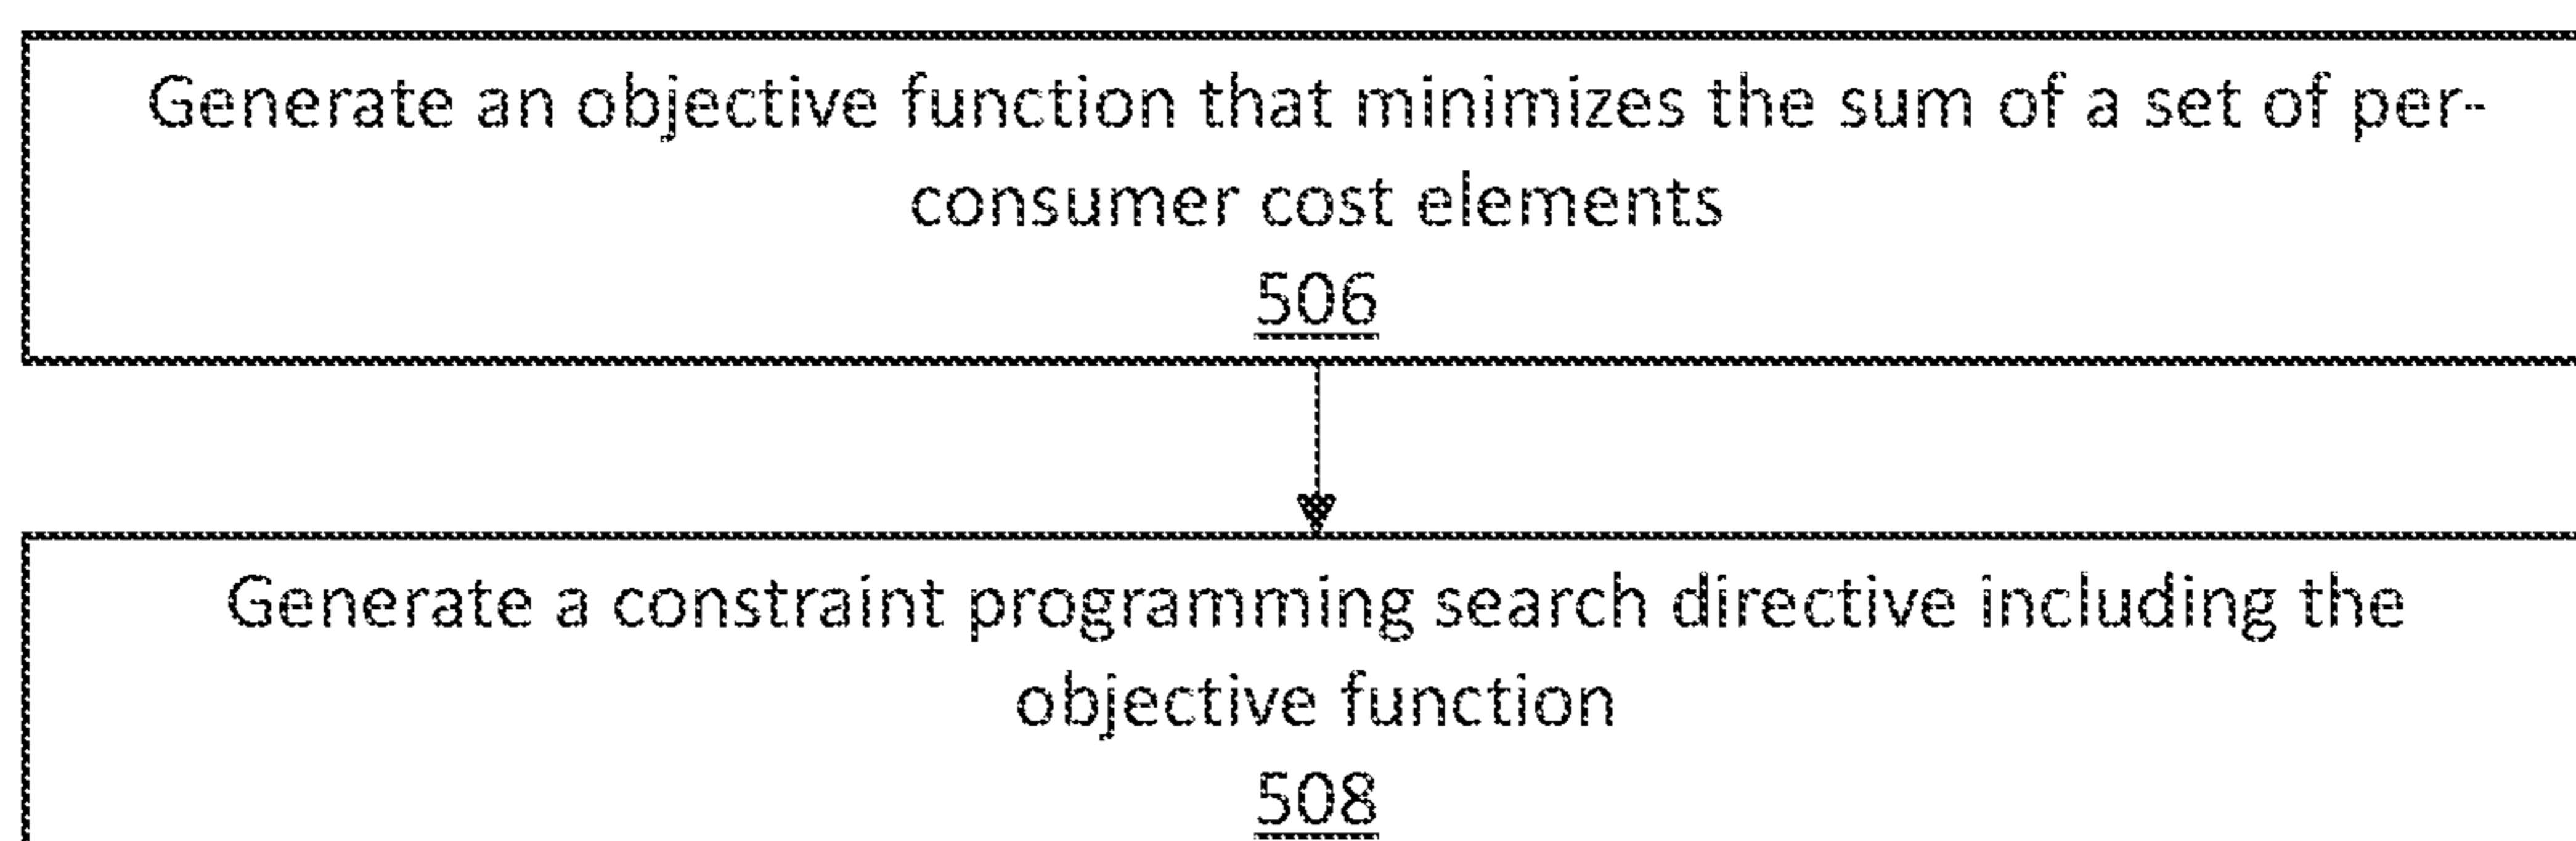 Generate an objective function that minimizes the sum of a set of per-
consumer cost elements
506
Generate a constraint programming search directive including the
objective function
508